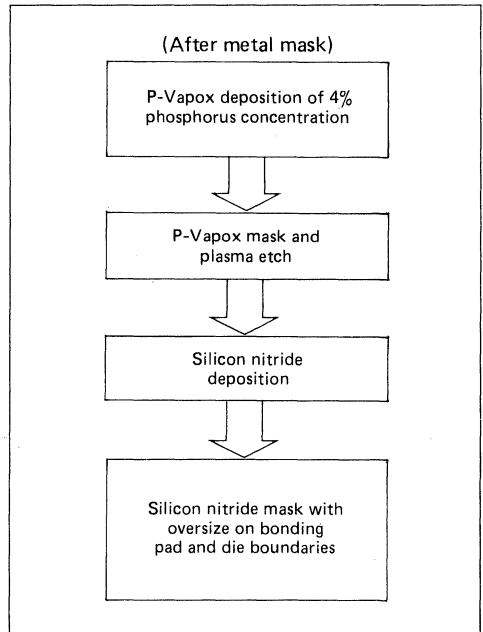 (After metal mask)
P-Vapox deposition of 4%
phosphorus concentration
P-Vapox mask and
plasma etch
Silicon nitride
deposition
Silicon nitride mask with
oversize on bonding
pad and die boundaries